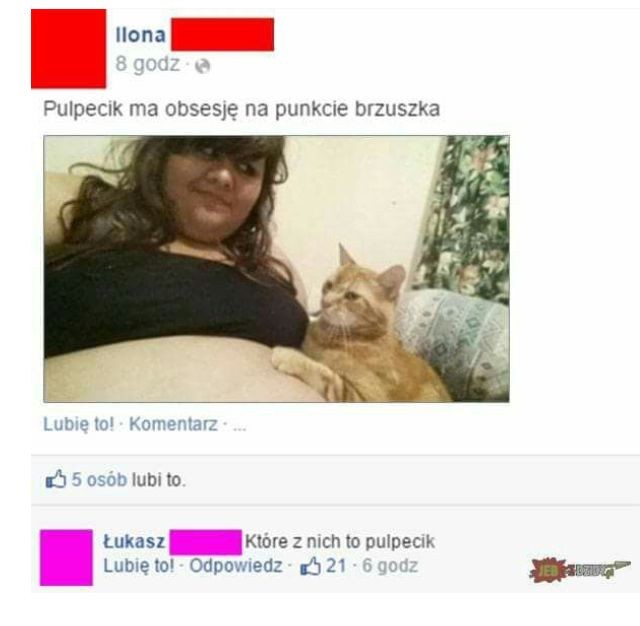 Ilona
8 godz ·
Pulpecik ma obsesję na punkcie brzuszka
Lubię to! · Komentarz · ...
5 osób lubi to.
Łukasz Które z nich to pulpecik
Lubię to! · Odpowiedz · 21 · 6 godz
JEB